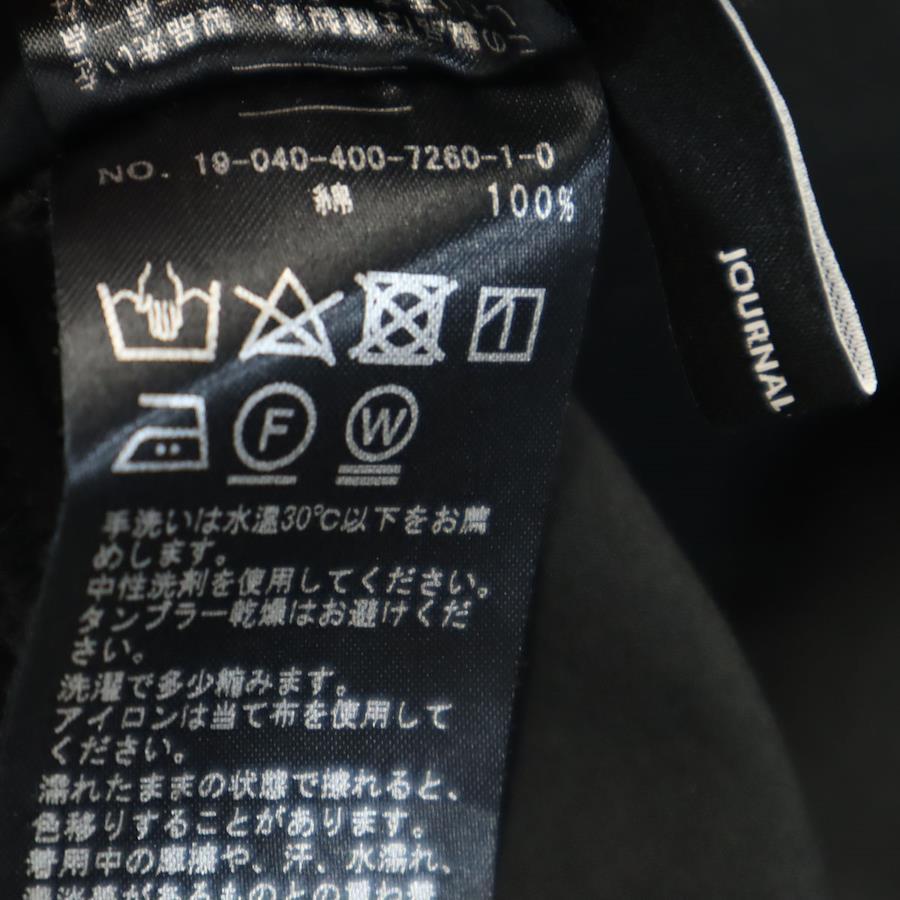 NO. 19-040-400-7260-1-0
綿 100%
F W
手洗いは水温30℃以下をお薦
めします。
中性洗剤を使用してください。
タンブラー乾燥はお避けくだ
さい。
洗濯で多少縮みます。
アイロンは当て布を使用して
ください。
濡れたままの状態で擦れると、
色移りすることがあります。
着用中の摩擦や、汗、水濡れ、
JOURNAL